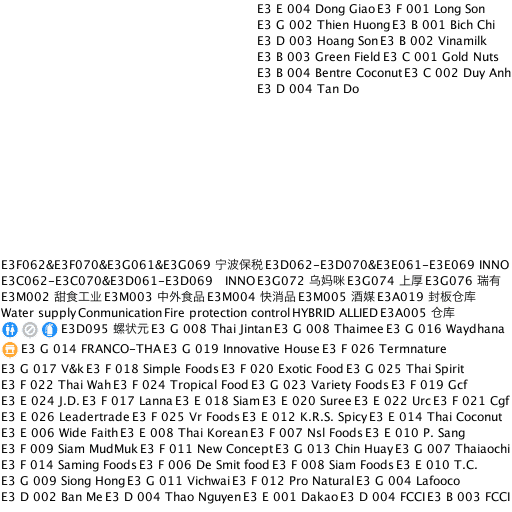 E3 E 004 Dong Giao E3 F 001 Long Son
E3 G 002 Thien Huong E3 B 001 Bich Chi
E3 D 003 Hoang Son E3 B 002 Vinamilk
E3 B 003 Green Field E3 C 001 Gold Nuts
E3 B 004 Bentre Coconut E3 C 002 Duy Anh
E3 D 004 Tan Do
E3F062&E3F070&E3G061&E3G069 宁波保税 E3D062-E3D070&E3E061-E3E069 INNO
E3C062-E3C070&E3D061-E3D069 INNO E3G072 乌妈咪 E3G074 上厚 E3G076 瑞有
E3M002 甜食工业 E3M003 中外食品 E3M004 快消品 E3M005 酒媒 E3A019 封板仓库
Water supply Conmunication Fire protection control HYBRID ALLIED E3A005 仓库
E3D095 螺状元 E3 G 008 Thai Jintan E3 G 008 Thaimee E3 G 016 Waydhana
E3 G 014 FRANCO-THA E3 G 019 Innovative House E3 F 026 Termnature
E3 G 017 V&k E3 F 018 Simple Foods E3 F 020 Exotic Food E3 G 025 Thai Spirit
E3 F 022 Thai Wah E3 F 024 Tropical Food E3 G 023 Variety Foods E3 F 019 Gcf
E3 E 024 J.D. E3 F 017 Lanna E3 E 018 Siam E3 E 020 Suree E3 E 022 Urc E3 F 021 Cgf
E3 E 026 Leadertrade E3 F 025 Vr Foods E3 E 012 K.R.S. Spicy E3 E 014 Thai Coconut
E3 E 006 Wide Faith E3 E 008 Thai Korean E3 F 007 Nsl Foods E3 E 010 P. Sang
E3 F 009 Siam MudMuk E3 F 011 New Concept E3 G 013 Chin Huay E3 G 007 Thaiaochi
E3 F 014 Saming Foods E3 F 006 De Smit food E3 F 008 Siam Foods E3 E 010 T.C.
E3 G 009 Siong Hong E3 G 011 Vichwai E3 F 012 Pro Natural E3 G 004 Lafooco
E3 D 002 Ban Me E3 D 004 Thao Nguyen E3 E 001 Dakao E3 D 004 FCCI E3 B 003 FCCI